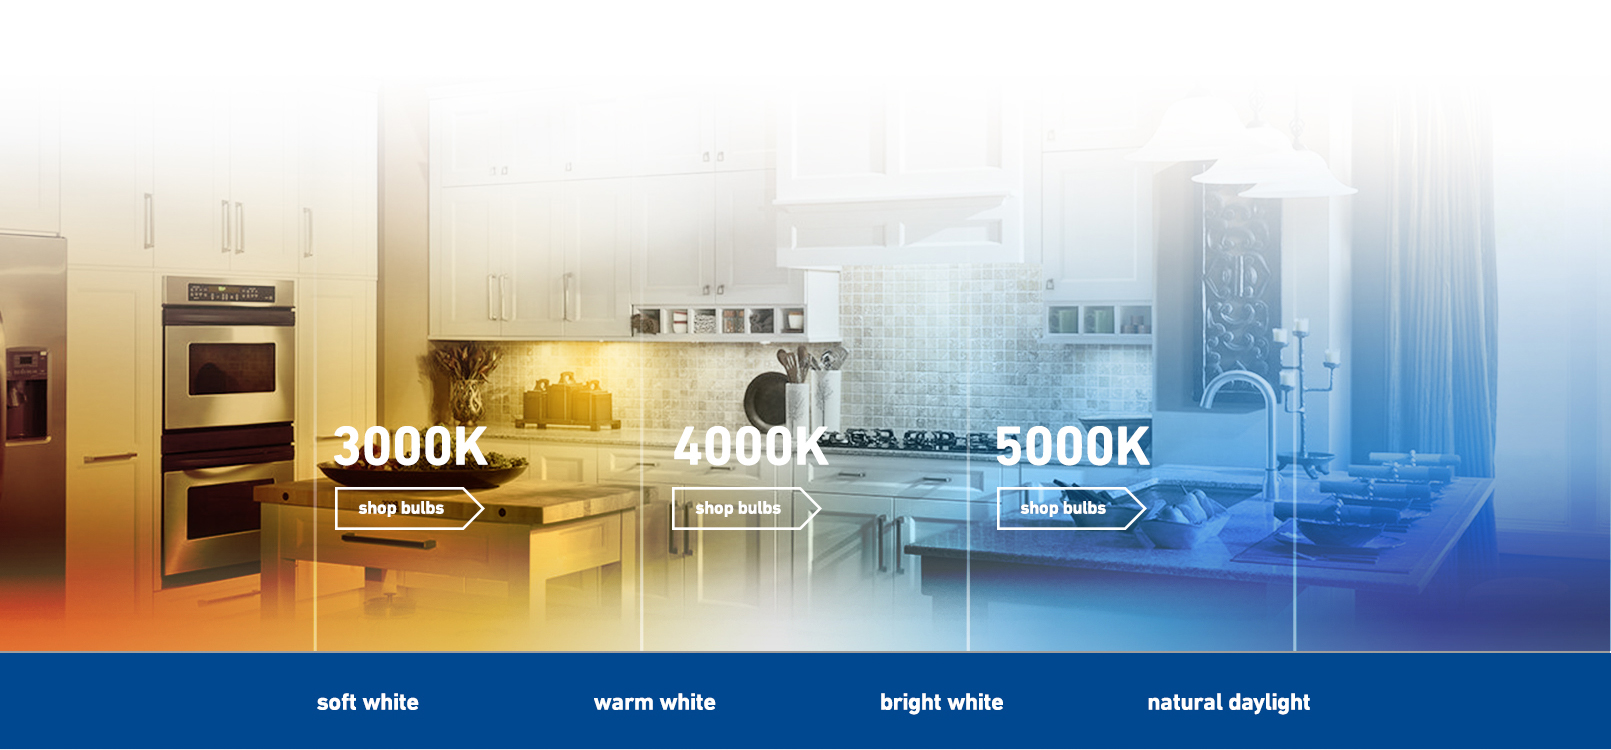 3000K
4000K
5000K
shop bulbs
shop bulbs
shop bulbs
soft white
warm white
bright white
natural daylight